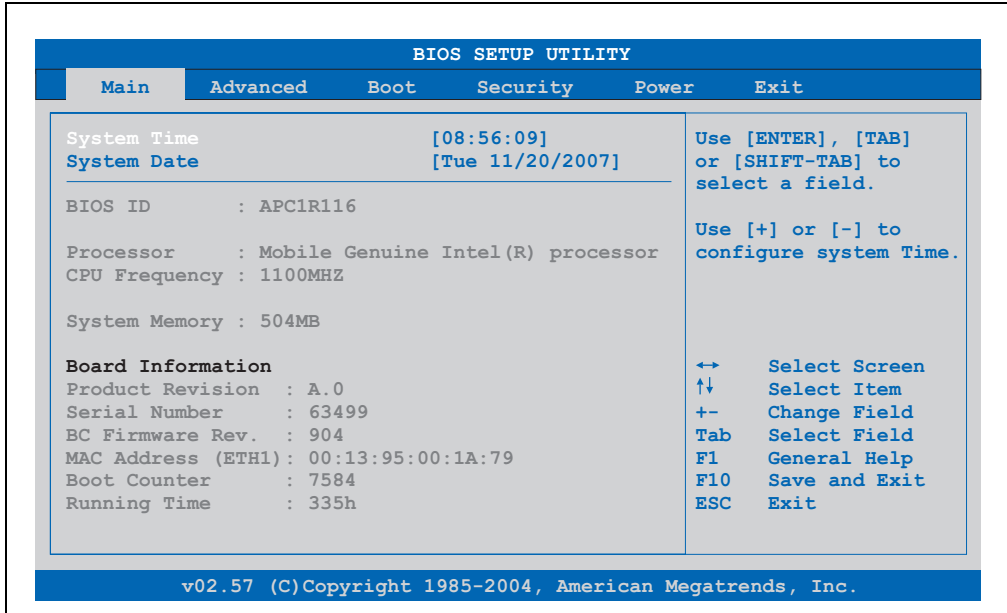 BIOS SETUP UTILITY
Main Advanced Boot Security Power Exit
System Time [08:56:09]
System Date [Tue 11/20/2007]
BIOS ID : APC1R116
Processor : Mobile Genuine Intel(R) processor
CPU Frequency : 1100MHZ
System Memory : 504MB
Board Information
Product Revision : A.0
Serial Number : 63499
BC Firmware Rev. : 904
MAC Address (ETH1): 00:13:95:00:1A:79
Boot Counter : 7584
Running Time : 335h
Use [ENTER], [TAB]
or [SHIFT-TAB] to
select a field.
Use [+] or [-] to
configure system Time.
↔ Select Screen
↑↓ Select Item
+- Change Field
Tab Select Field
F1 General Help
F10 Save and Exit
ESC Exit
v02.57 (C)Copyright 1985-2004, American Megatrends, Inc.